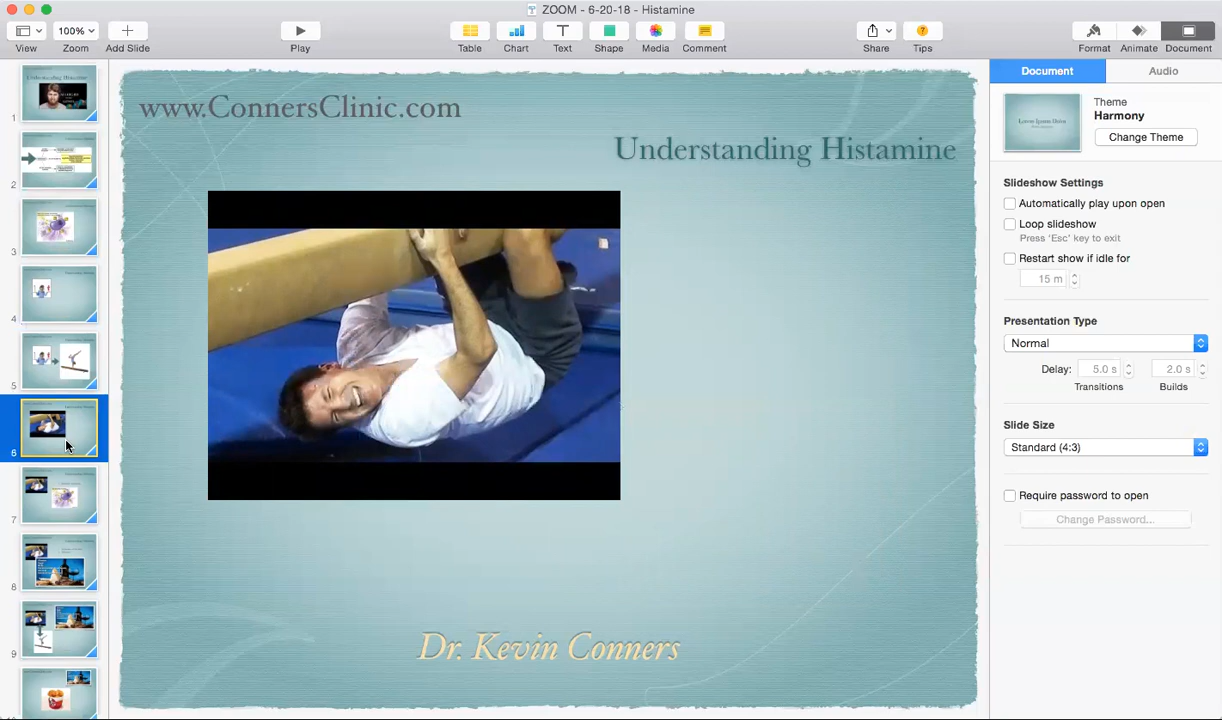 ZOOM - 6-20-18 - Histamine
View
100%
Zoom
Add Slide
Play
Table
Chart
Text
Shape
Media
Comment
Share
Tips
Format
Animate
Document
Document
Audio
www.ConnersClinic.com
Understanding Histamine
Dr. Kevin Conners
Theme
Harmony
Change Theme
Slideshow Settings
Automatically play upon open
Loop slideshow
Press 'Esc' key to exit
Restart show if idle for
15 m
Presentation Type
Normal
Delay: 5.0 s 2.0 s
Transitions Builds
Slide Size
Standard (4:3)
Require password to open
Change Password...
1
2
3
4
5
6
7
8
9